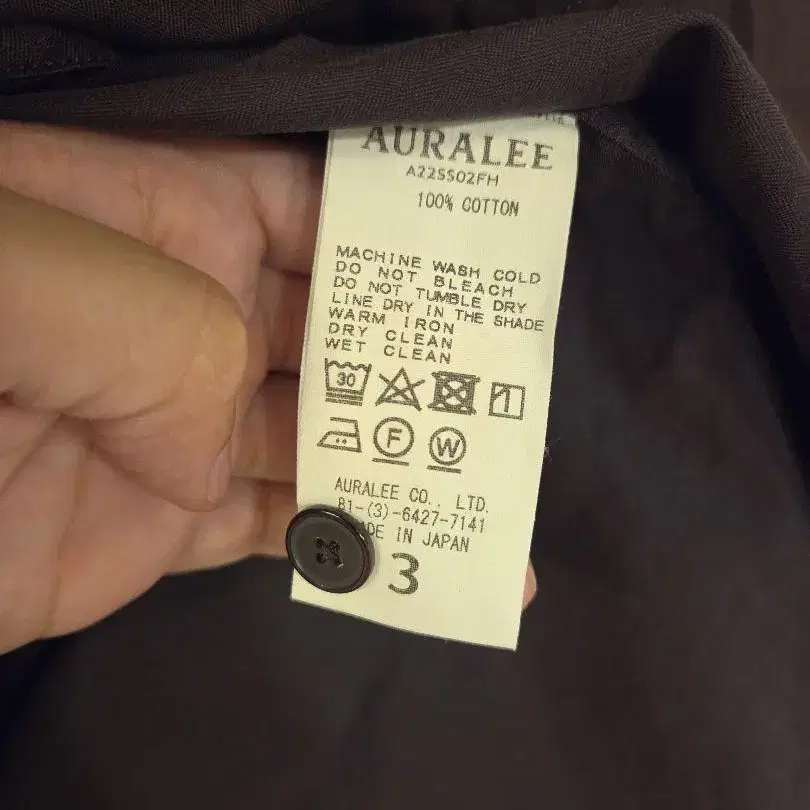 AURALEE
A22SS02FH
100% COTTON
MACHINE WASH COLD
DO NOT BLEACH
DO NOT TUMBLE DRY
LINE DRY IN THE SHADE
WARM IRON
DRY CLEAN
WET CLEAN
30
F W
AURALEE CO., LTD.
81-(3)-6427-7141
IN JAPAN
3